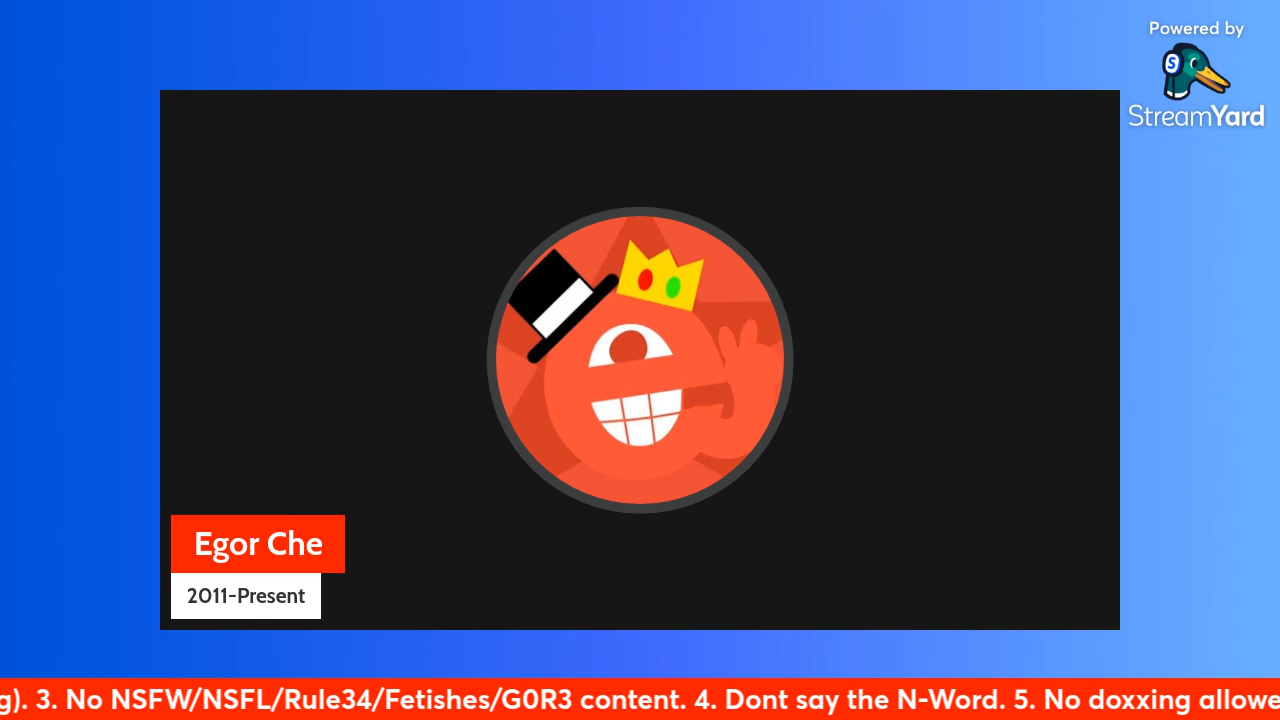 Powered by
StreamYard
Egor Che
2011-Present
g). 3. No NSFW/NSFL/Rule34/Fetishes/G0R3 content. 4. Dont say the N-Word. 5. No doxxing allowe